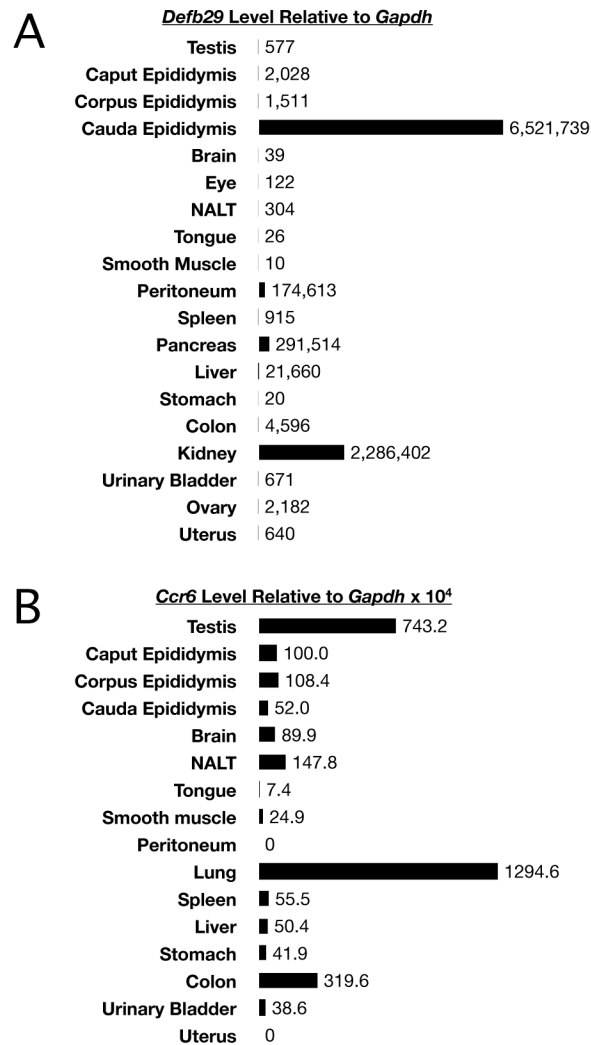 A
Defb29 Level Relative to Gapdh
Testis 577
Caput Epididymis 2,028
Corpus Epididymis 1,511
Cauda Epididymis 6,521,739
Brain 39
Eye 122
NALT 304
Tongue 26
Smooth Muscle 10
Peritoneum 174,613
Spleen 915
Pancreas 291,514
Liver 21,660
Stomach 20
Colon 4,596
Kidney 2,286,402
Urinary Bladder 671
Ovary 2,182
Uterus 640
B
Ccr6 Level Relative to Gapdh x 10⁴
Testis 743.2
Caput Epididymis 100.0
Corpus Epididymis 108.4
Cauda Epididymis 52.0
Brain 89.9
NALT 147.8
Tongue 7.4
Smooth muscle 24.9
Peritoneum 0
Lung 1294.6
Spleen 55.5
Liver 50.4
Stomach 41.9
Colon 319.6
Urinary Bladder 38.6
Uterus 0